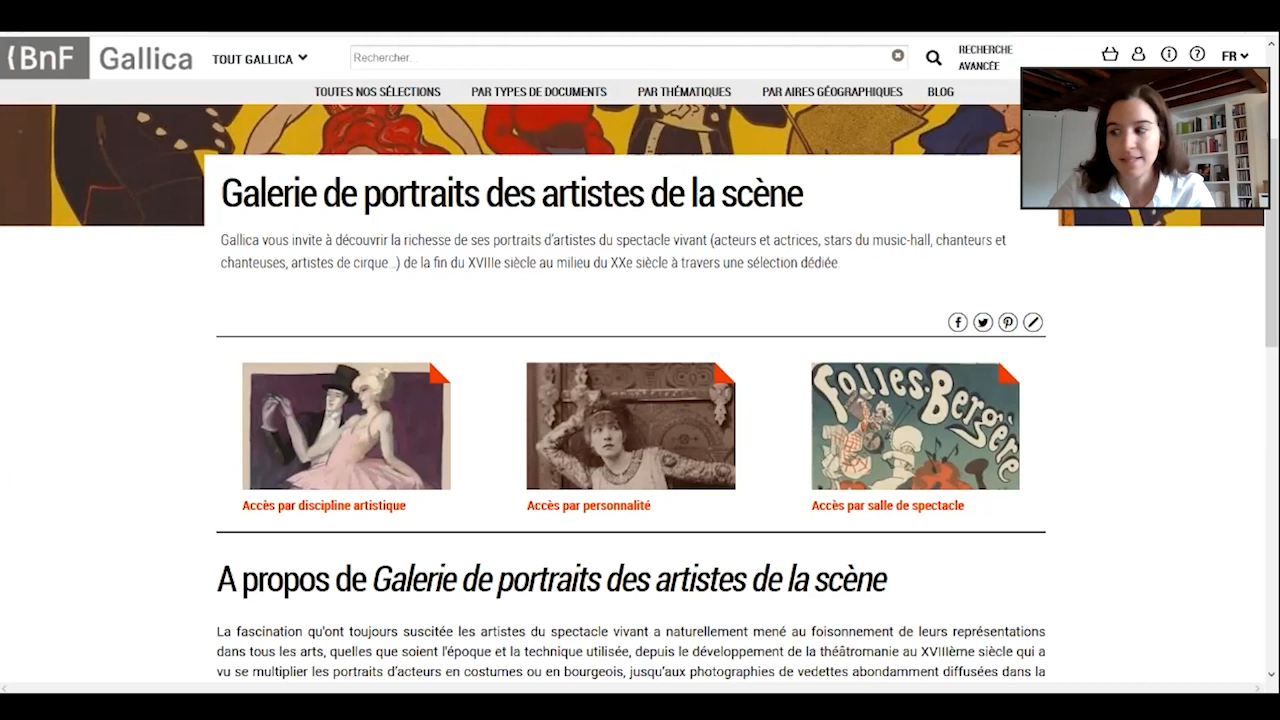 BnF Gallica TOUT GALLICA Rechercher... RECHERCHE AVANCÉE FR
TOUTES NOS SÉLECTIONS PAR TYPES DE DOCUMENTS PAR THÉMATIQUES PAR AIRES GÉOGRAPHIQUES BLOG
Galerie de portraits des artistes de la scène
Gallica vous invite à découvrir la richesse de ses portraits d'artistes du spectacle vivant (acteurs et actrices, stars du music-hall, chanteurs et
chanteuses, artistes de cirque...) de la fin du XVIIIe siècle au milieu du XXe siècle à travers une sélection dédiée.
Folies-Bergère
Accès par discipline artistique Accès par personnalité Accès par salle de spectacle
A propos de Galerie de portraits des artistes de la scène
La fascination qu'ont toujours suscitée les artistes du spectacle vivant a naturellement mené au foisonnement de leurs représentations
dans tous les arts, quelles que soient l'époque et la technique utilisée, depuis le développement de la théâtromanie au XVIIIème siècle qui a
vu se multiplier les portraits d'acteurs en costumes ou en bourgeois, jusqu'aux photographies de vedettes abondamment diffusées dans la